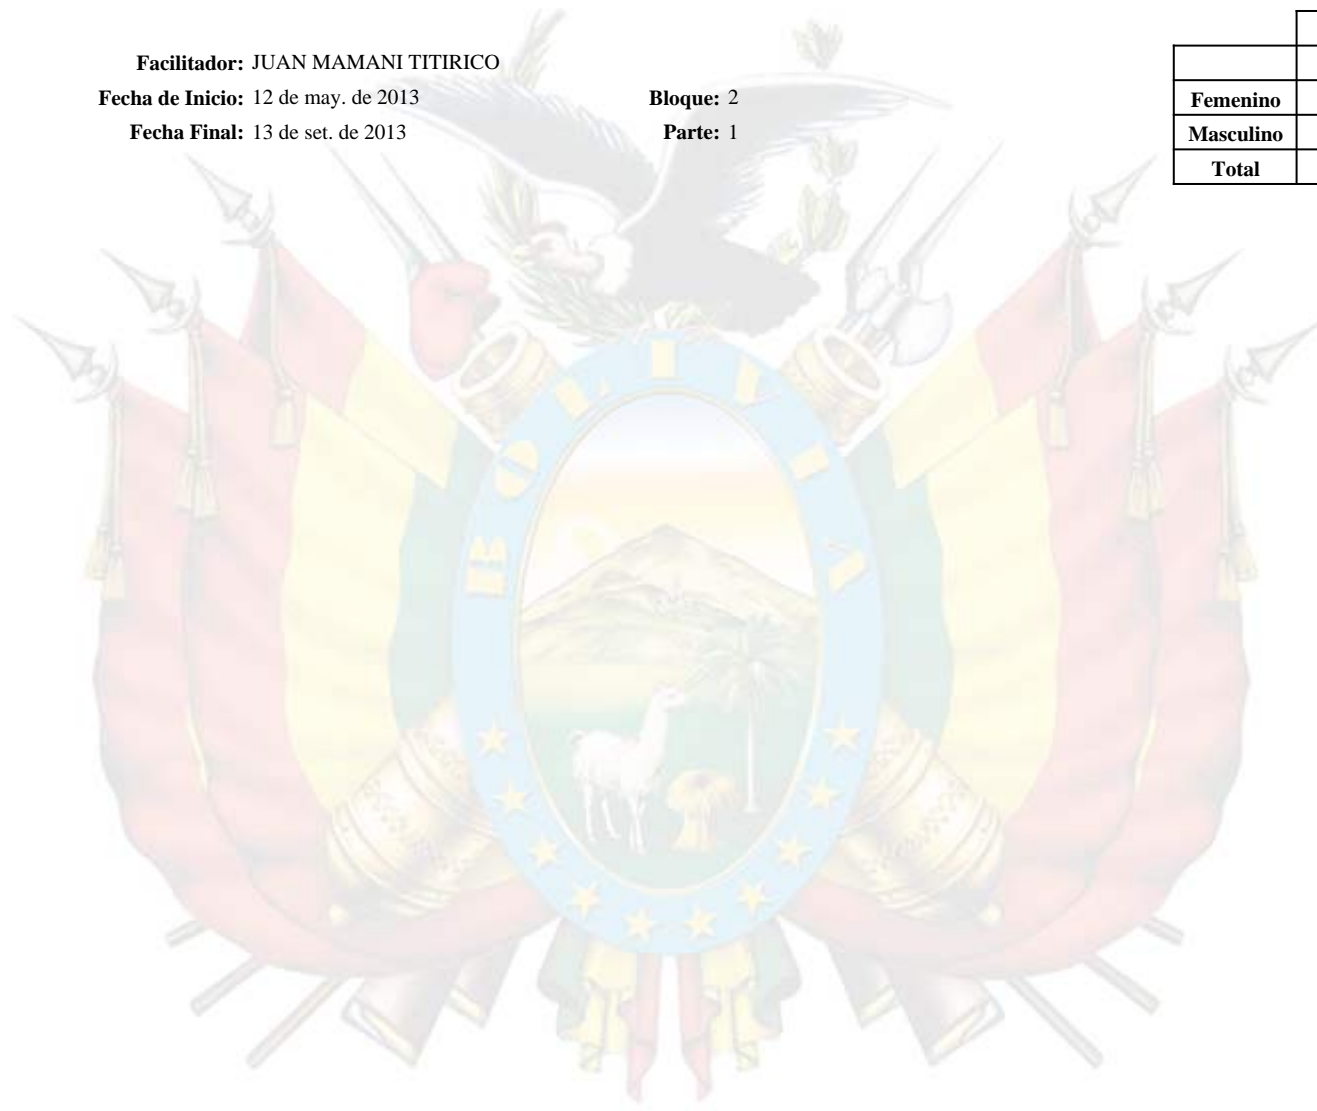 Facilitador: JUAN MAMANI TITIRICO
Fecha de Inicio: 12 de may. de 2013
Bloque: 2
Fecha Final: 13 de set. de 2013
Parte: 1
Femenino
Masculino
Total
BOLIVIA